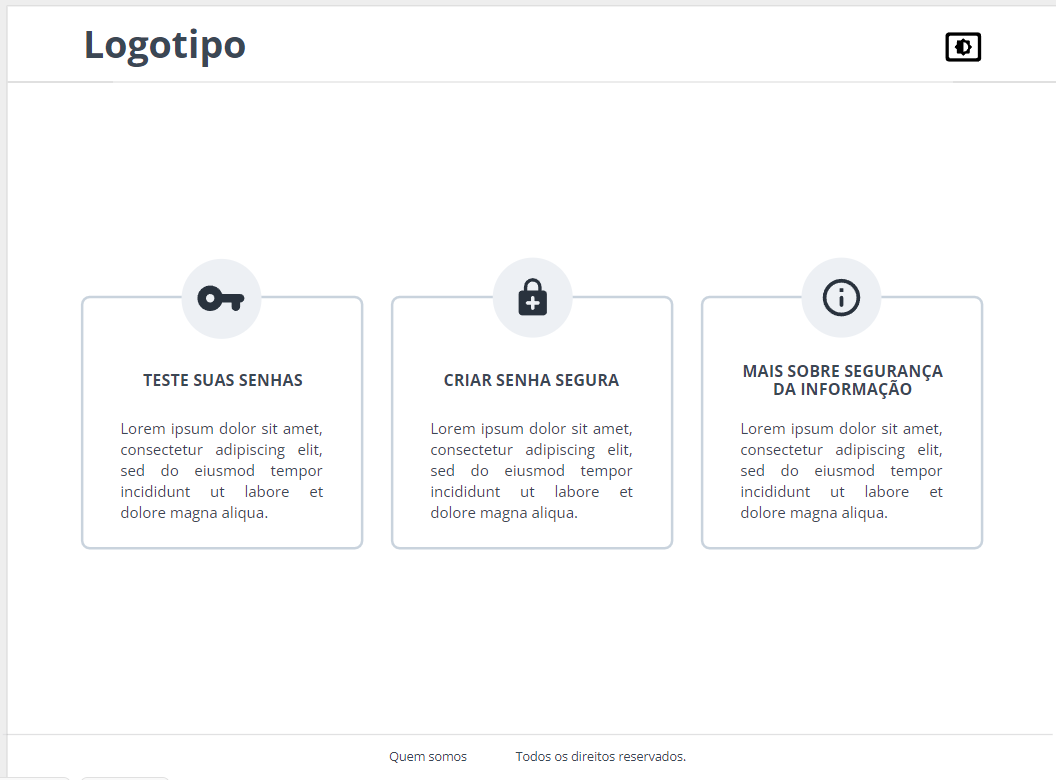 Logotipo
TESTE SUAS SENHAS
Lorem ipsum dolor sit amet,
consectetur adipiscing elit,
sed do eiusmod tempor
incididunt ut labore et
dolore magna aliqua.
CRIAR SENHA SEGURA
Lorem ipsum dolor sit amet,
consectetur adipiscing elit,
sed do eiusmod tempor
incididunt ut labore et
dolore magna aliqua.
MAIS SOBRE SEGURANÇA
DA INFORMAÇÃO
Lorem ipsum dolor sit amet,
consectetur adipiscing elit,
sed do eiusmod tempor
incididunt ut labore et
dolore magna aliqua.
Quem somos
Todos os direitos reservados.